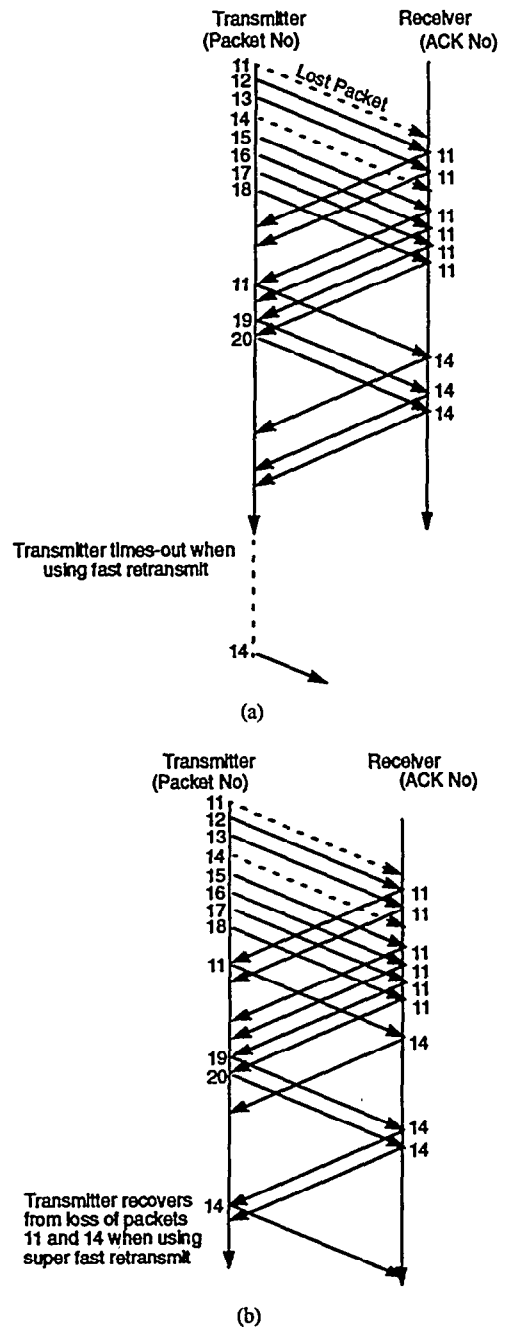 Transmitter
(Packet No)
Receiver
(ACK No)
11
12
13
14
15
16
17
18
Lost Packet
11
11
11
11
11
11
11
19
20
14
14
14
Transmitter times-out when
using fast retransmit
14
(a)
Transmitter
(Packet No)
Receiver
(ACK No)
11
12
13
14
15
16
17
18
11
11
11
11
11
11
11
14
19
20
14
14
Transmitter recovers
from loss of packets
11 and 14 when using
super fast retransmit
14
(b)